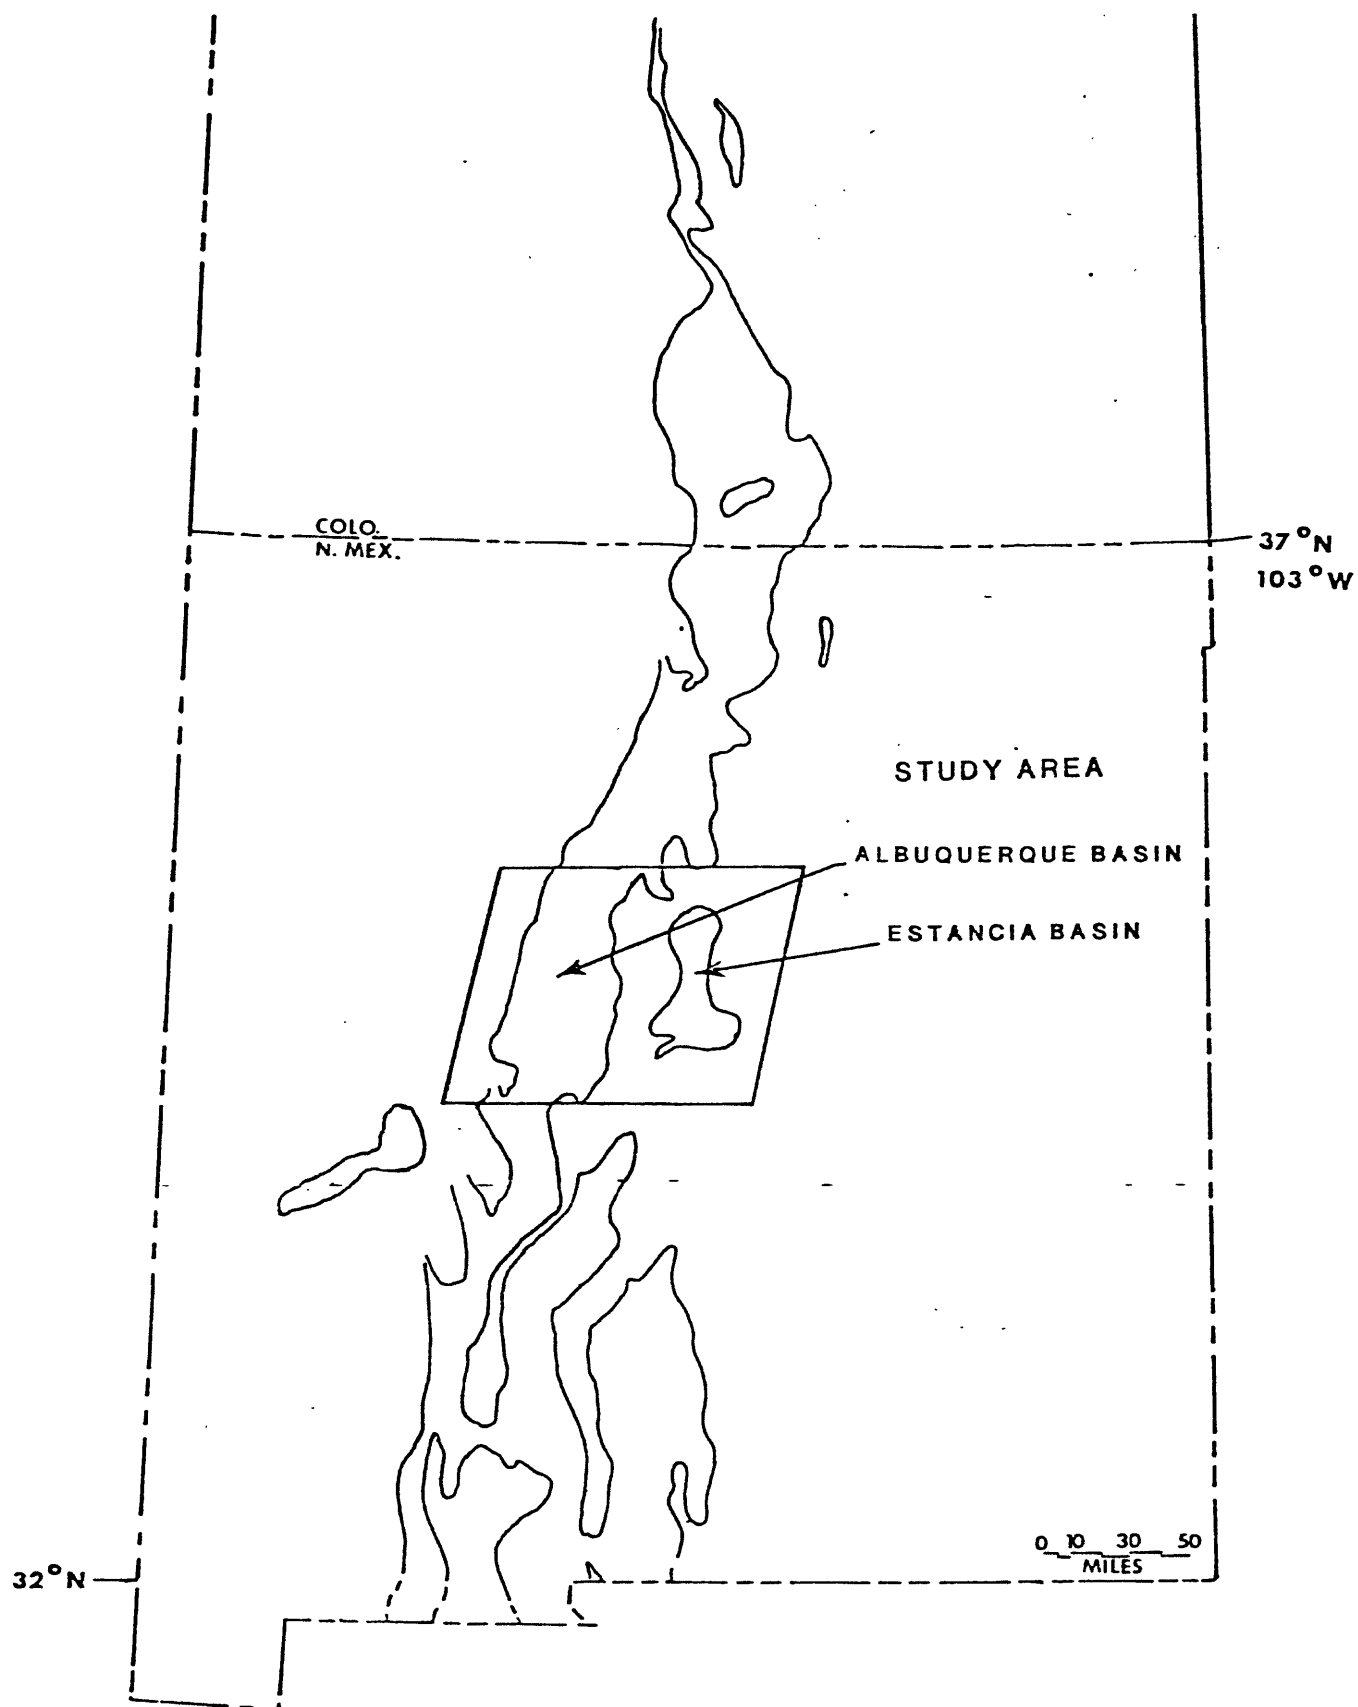 COLO.
N. MEX.
37°N
103°W
STUDY AREA
ALBUQUERQUE BASIN
ESTANCIA BASIN
0 10 30 50
MILES
32°N